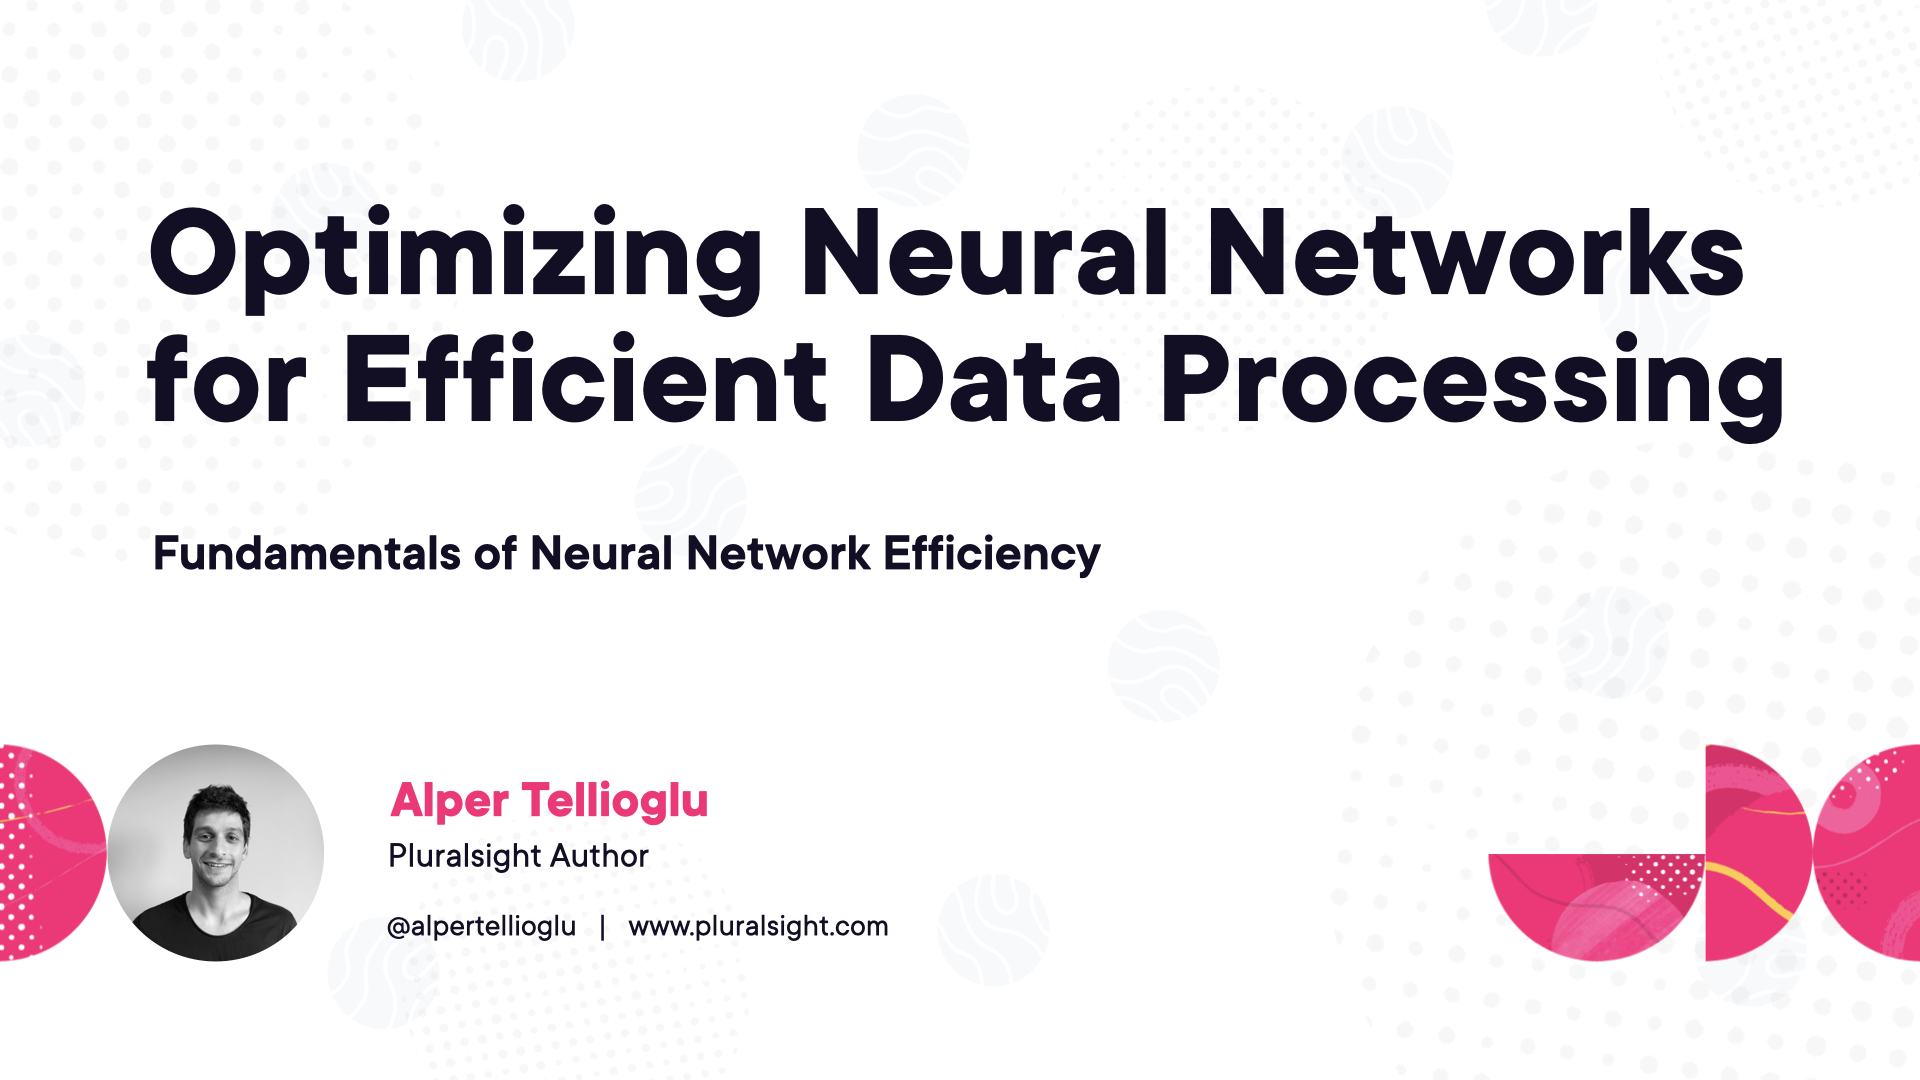 Optimizing Neural Networks
for Efficient Data Processing
Fundamentals of Neural Network Efficiency
Alper Tellioglu
Pluralsight Author
@alpertellioglu | www.pluralsight.com